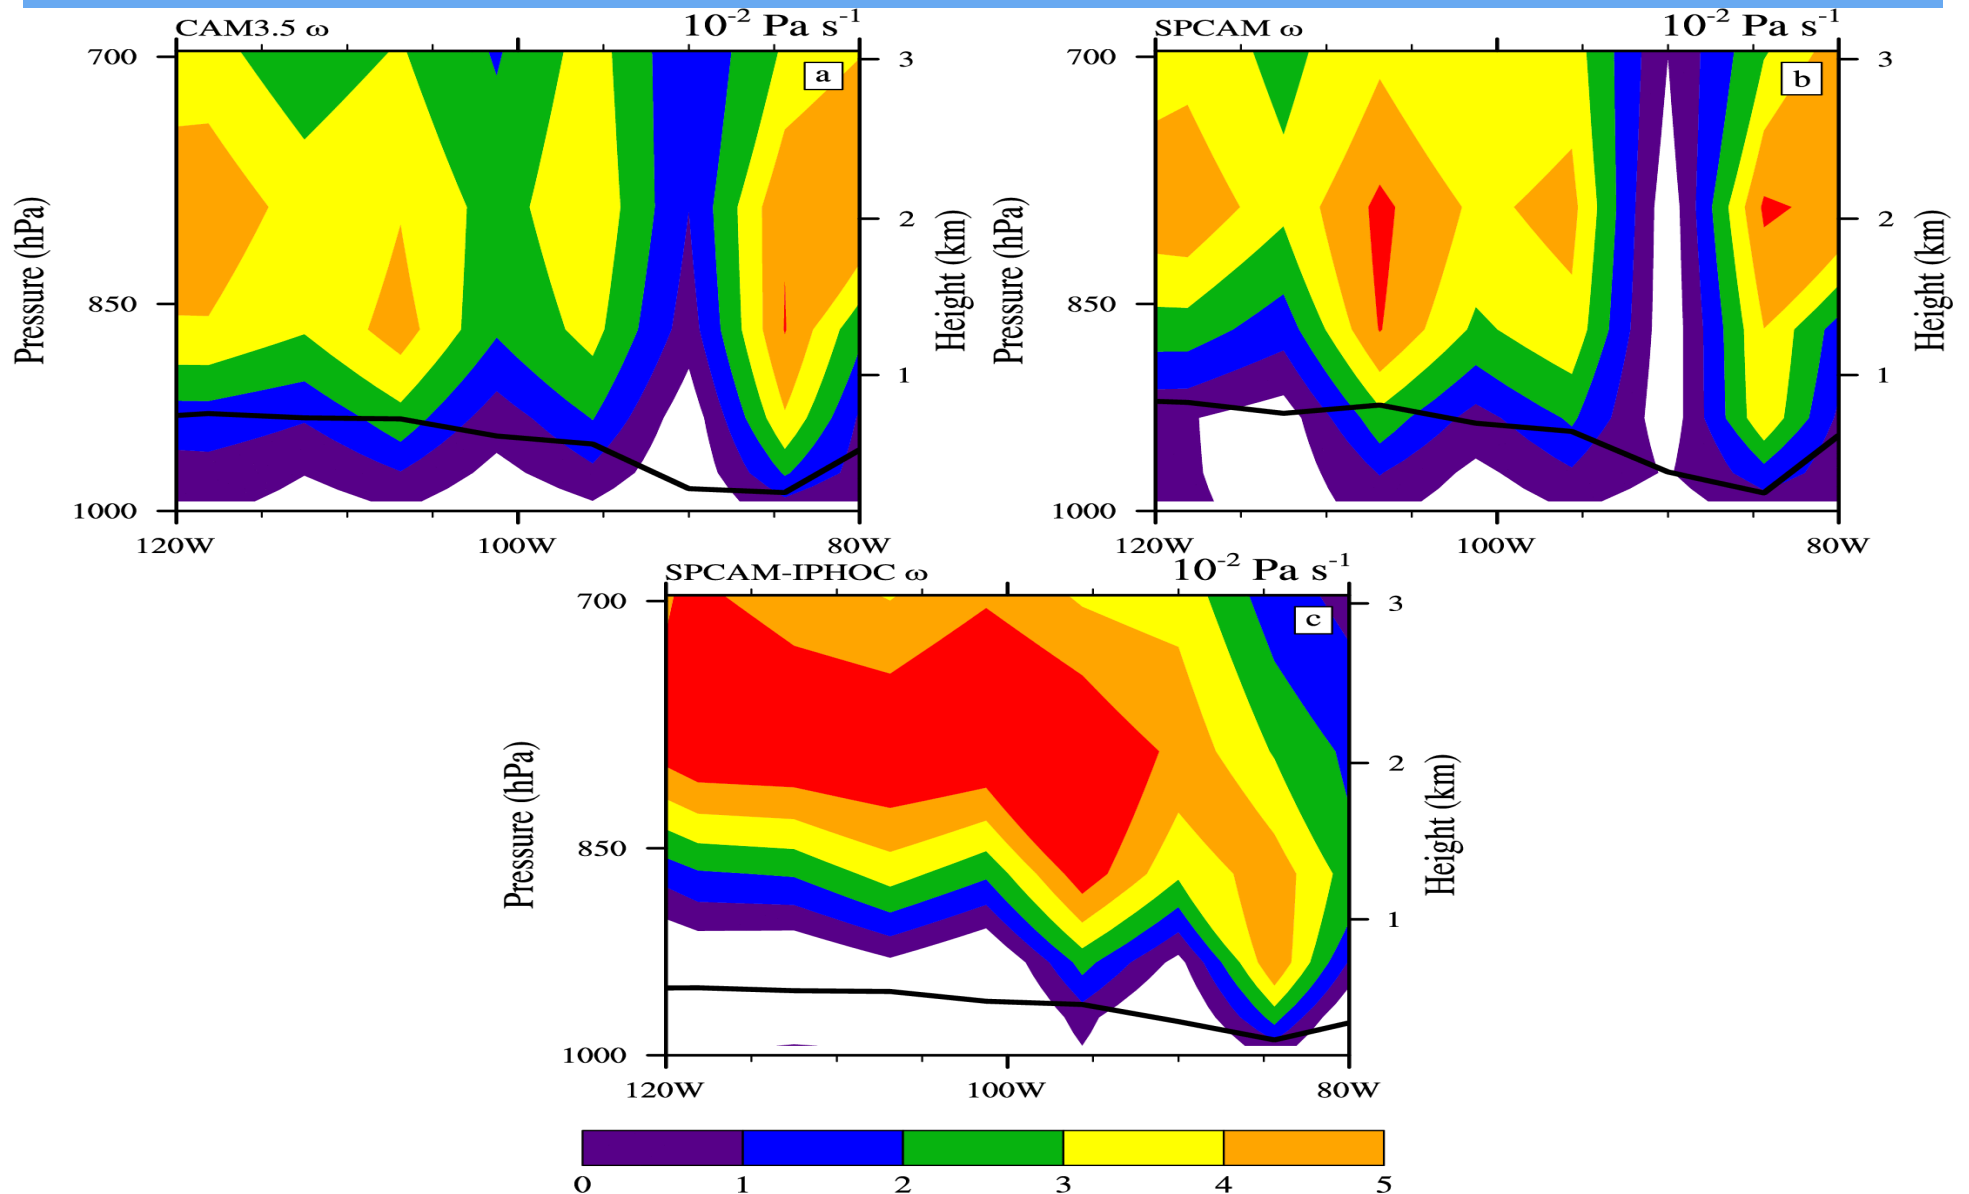 CAM3.5 ω 10-2 Pa s-1
a
700
850
1000
120W 100W 80W
3
2
1
Pressure (hPa)
Height (km)
SPCAM ω 10-2 Pa s-1
b
700
850
1000
120W 100W 80W
3
2
1
Pressure (hPa)
Height (km)
SPCAM-IPHOC ω 10-2 Pa s-1
c
700
850
1000
120W 100W 80W
3
2
1
Pressure (hPa)
Height (km)
0 1 2 3 4 5